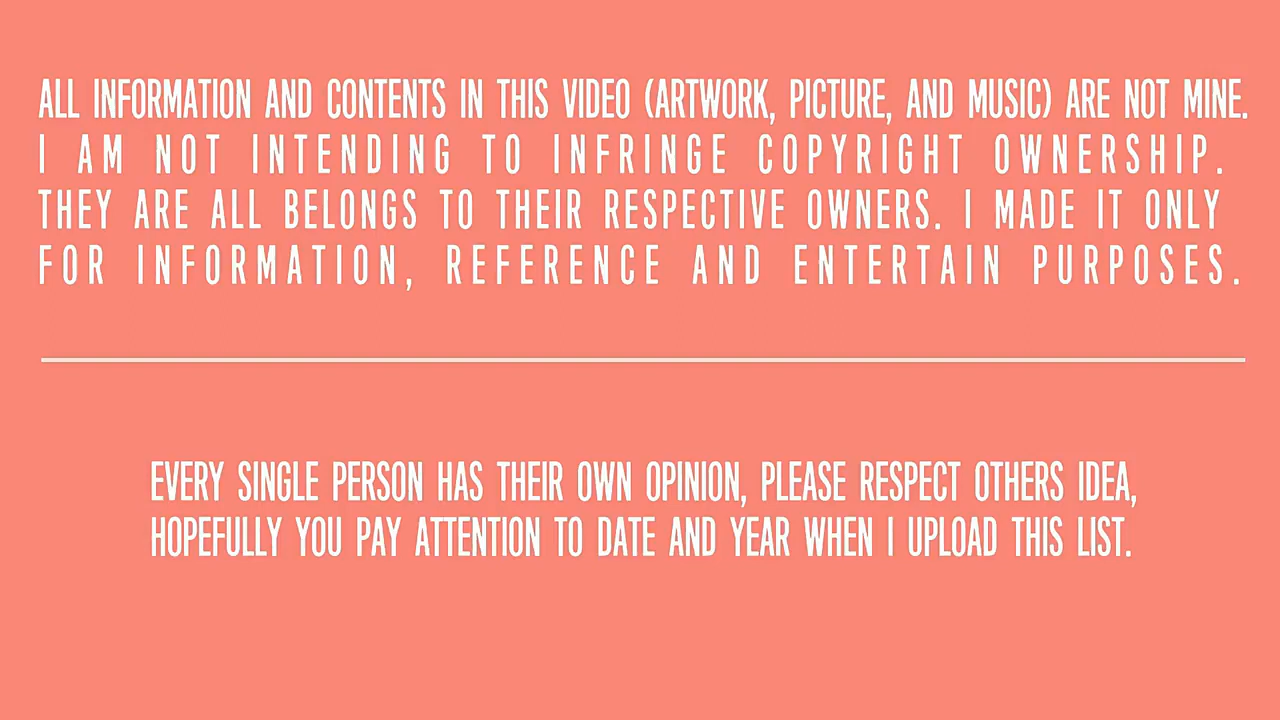 ALL INFORMATION AND CONTENTS IN THIS VIDEO (ARTWORK, PICTURE, AND MUSIC) ARE NOT MINE.
I AM NOT INTENDING TO INFRINGE COPYRIGHT OWNERSHIP.
THEY ARE ALL BELONGS TO THEIR RESPECTIVE OWNERS. I MADE IT ONLY
FOR INFORMATION, REFERENCE AND ENTERTAIN PURPOSES.
EVERY SINGLE PERSON HAS THEIR OWN OPINION, PLEASE RESPECT OTHERS IDEA,
HOPEFULLY YOU PAY ATTENTION TO DATE AND YEAR WHEN I UPLOAD THIS LIST.